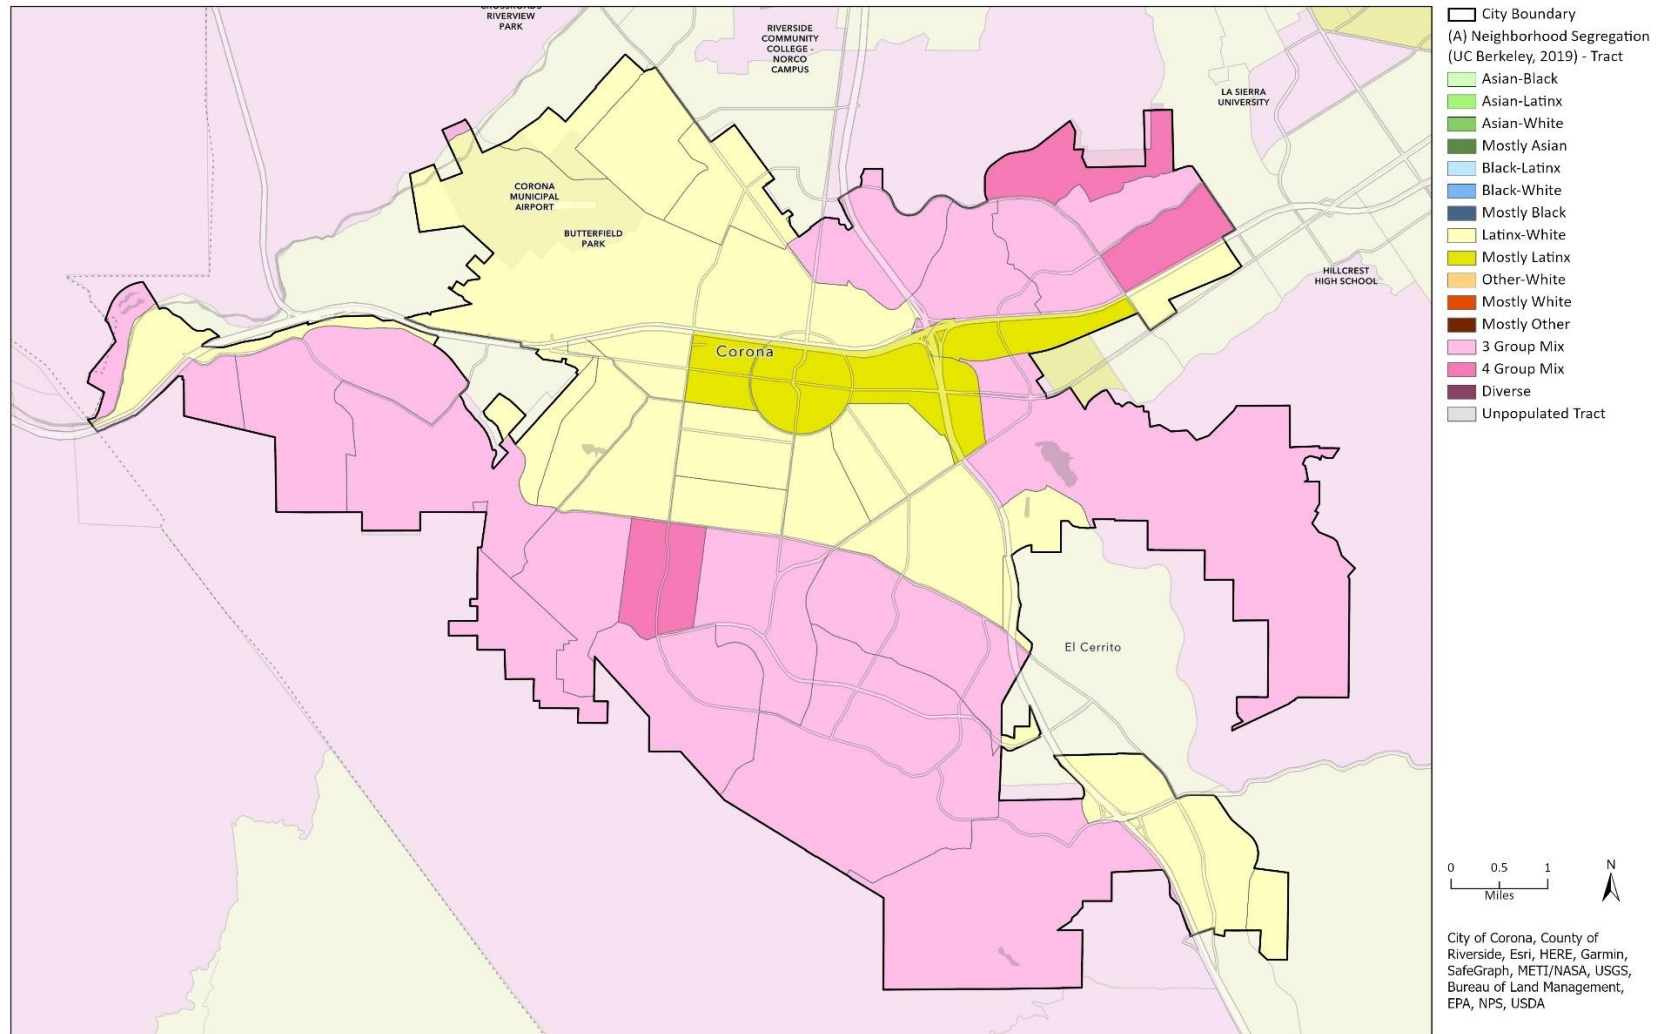 CROSSROADS
RIVERVIEW
PARK
RIVERSIDE
COMMUNITY
COLLEGE -
NORCO
CAMPUS
LA SIERRA
UNIVERSITY
CORONA
MUNICIPAL
AIRPORT
BUTTERFIELD
PARK
HILLCREST
HIGH SCHOOL
Corona
El Cerrito
City Boundary
(A) Neighborhood Segregation
(UC Berkeley, 2019) - Tract
Asian-Black
Asian-Latinx
Asian-White
Mostly Asian
Black-Latinx
Black-White
Mostly Black
Latinx-White
Mostly Latinx
Other-White
Mostly White
Mostly Other
3 Group Mix
4 Group Mix
Diverse
Unpopulated Tract
0 0.5 1
Miles
N
City of Corona, County of
Riverside, Esri, HERE, Garmin,
SafeGraph, METI/NASA, USGS,
Bureau of Land Management,
EPA, NPS, USDA